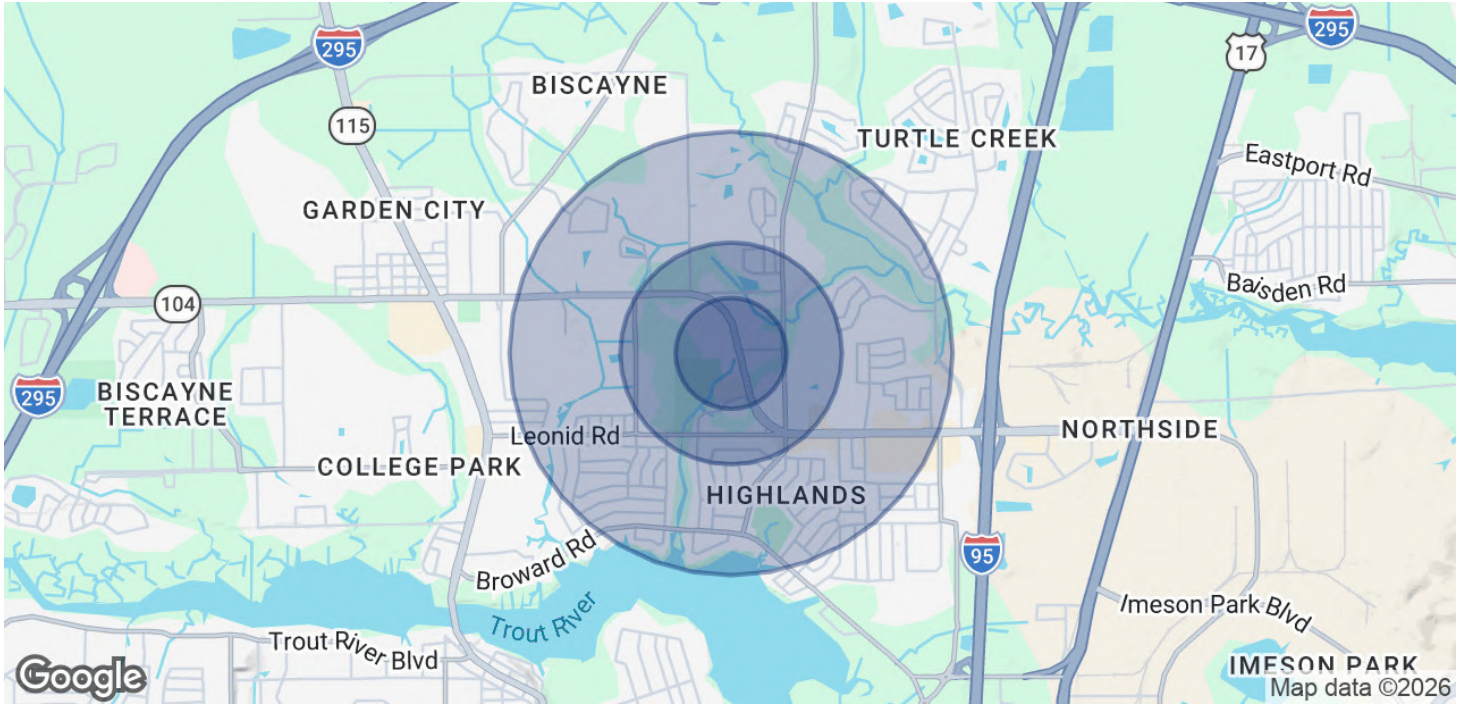 295
295
17
BISCAYNE
115
TURTLE CREEK
Eastport Rd
GARDEN CITY
Baisden Rd
104
295
BISCAYNE
TERRACE
Leonid Rd
NORTHSIDE
COLLEGE PARK
HIGHLANDS
95
Broward Rd
Trout River
Imeson Park Blvd
Trout River Blvd
IMESON PARK
Google
Map data ©2026